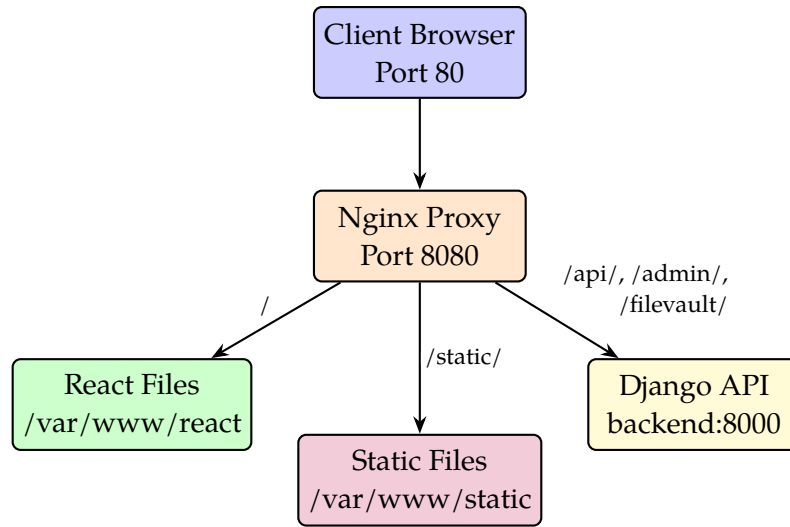 Client Browser
Port 80
Nginx Proxy
Port 8080
/
/static/
/api/, /admin/,
/filevault/
React Files
/var/www/react
Static Files
/var/www/static
Django API
backend:8000